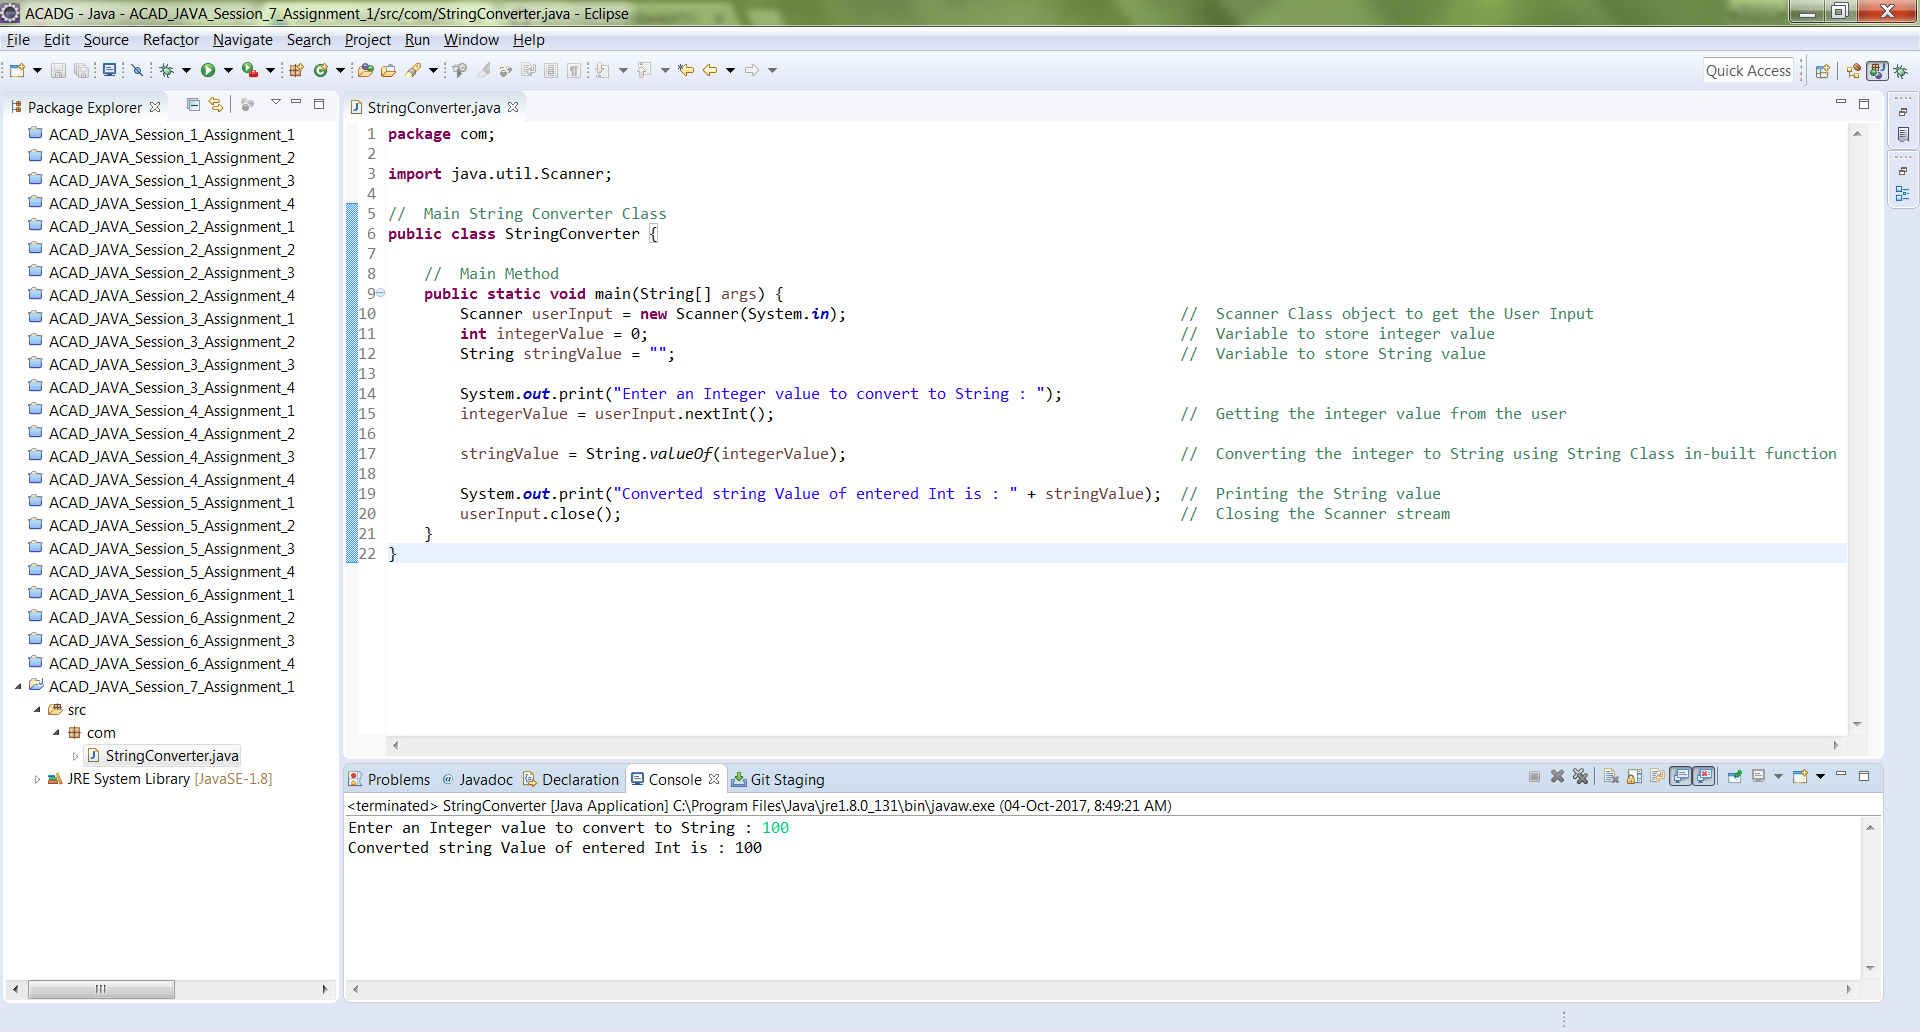 ACADG - Java - ACAD_JAVA_Session_7_Assignment_1/src/com/StringConverter.java - Eclipse
File Edit Source Refactor Navigate Search Project Run Window Help
Quick Access
Package Explorer
ACAD_JAVA_Session_1_Assignment_1
ACAD_JAVA_Session_1_Assignment_2
ACAD_JAVA_Session_1_Assignment_3
ACAD_JAVA_Session_1_Assignment_4
ACAD_JAVA_Session_2_Assignment_1
ACAD_JAVA_Session_2_Assignment_2
ACAD_JAVA_Session_2_Assignment_3
ACAD_JAVA_Session_2_Assignment_4
ACAD_JAVA_Session_3_Assignment_1
ACAD_JAVA_Session_3_Assignment_2
ACAD_JAVA_Session_3_Assignment_3
ACAD_JAVA_Session_3_Assignment_4
ACAD_JAVA_Session_4_Assignment_1
ACAD_JAVA_Session_4_Assignment_2
ACAD_JAVA_Session_4_Assignment_3
ACAD_JAVA_Session_4_Assignment_4
ACAD_JAVA_Session_5_Assignment_1
ACAD_JAVA_Session_5_Assignment_2
ACAD_JAVA_Session_5_Assignment_3
ACAD_JAVA_Session_5_Assignment_4
ACAD_JAVA_Session_6_Assignment_1
ACAD_JAVA_Session_6_Assignment_2
ACAD_JAVA_Session_6_Assignment_3
ACAD_JAVA_Session_6_Assignment_4
ACAD_JAVA_Session_7_Assignment_1
src
com
StringConverter.java
JRE System Library [JavaSE-1.8]
StringConverter.java
1 package com;
2
3 import java.util.Scanner;
4
5 //  Main String Converter Class
6 public class StringConverter {
7
8     //  Main Method
9     public static void main(String[] args) {
10         Scanner userInput = new Scanner(System.in);                                     //  Scanner Class object to get the User Input
11         int integerValue = 0;                                                           //  Variable to store integer value
12         String stringValue = "";                                                        //  Variable to store String value
13
14         System.out.print("Enter an Integer value to convert to String : ");
15         integerValue = userInput.nextInt();                                             //  Getting the integer value from the user
16
17         stringValue = String.valueOf(integerValue);                                     //  Converting the integer to String using String Class in-built function
18
19         System.out.print("Converted string Value of entered Int is : " + stringValue);  //  Printing the String value
20         userInput.close();                                                              //  Closing the Scanner stream
21     }
22 }
Problems Javadoc Declaration Console Git Staging
<terminated> StringConverter [Java Application] C:\Program Files\Java\jre1.8.0_131\bin\javaw.exe (04-Oct-2017, 8:49:21 AM)
Enter an Integer value to convert to String : 100
Converted string Value of entered Int is : 100